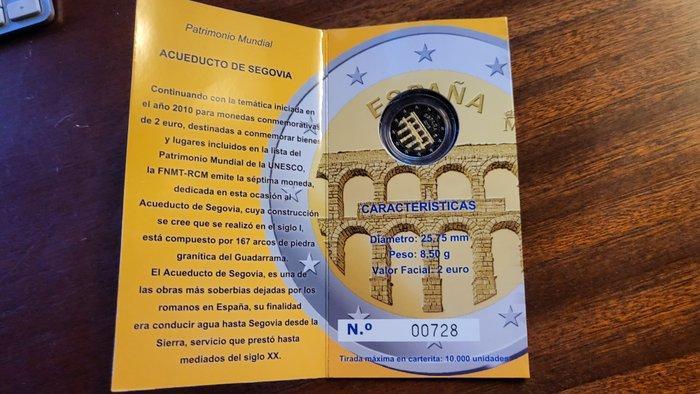 Patrimonio Mundial
ACUEDUCTO DE SEGOVIA
Continuando con la temática iniciada en
el año 2010 para monedas conmemorativas
de 2 euro, destinadas a conmemorar bienes
y lugares incluidos en la lista del
Patrimonio Mundial de la UNESCO,
la FNMT-RCM emite la séptima moneda,
dedicada en esta ocasión al
Acueducto de Segovia, cuya construcción
se cree que se realizó en el siglo I,
está compuesto por 167 arcos de piedra
granítica del Guadarrama.
El Acueducto de Segovia, es una de
las obras más soberbias dejadas por los
romanos en España, su finalidad
era conducir agua hasta Segovia desde la
Sierra, servicio que prestó hasta
mediados del siglo XX.
ESPAÑA
CARACTERÍSTICAS
Diámetro: 25,75 mm
Peso: 8,50 g
Valor Facial: 2 euro
N.º 00728
Tirada máxima en carterita: 10.000 unidades